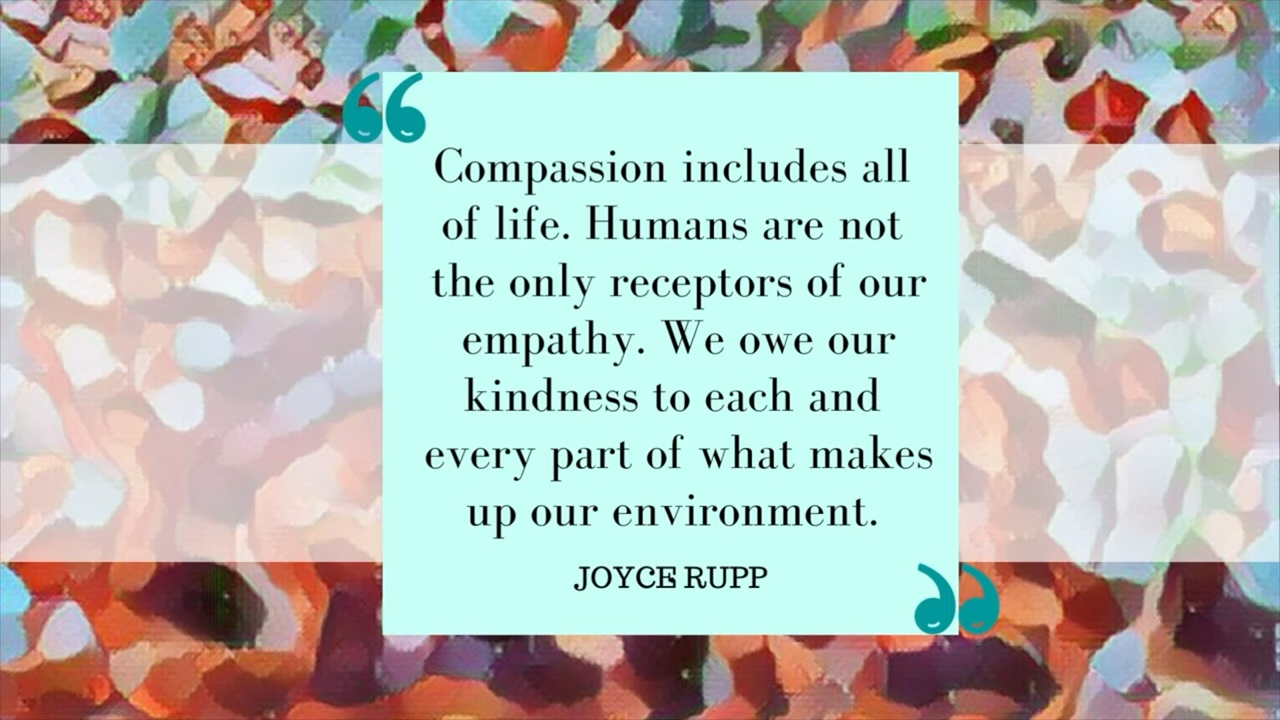 Compassion includes all
of life. Humans are not
the only receptors of our
empathy. We owe our
kindness to each and
every part of what makes
up our environment.
JOYCE RUPP